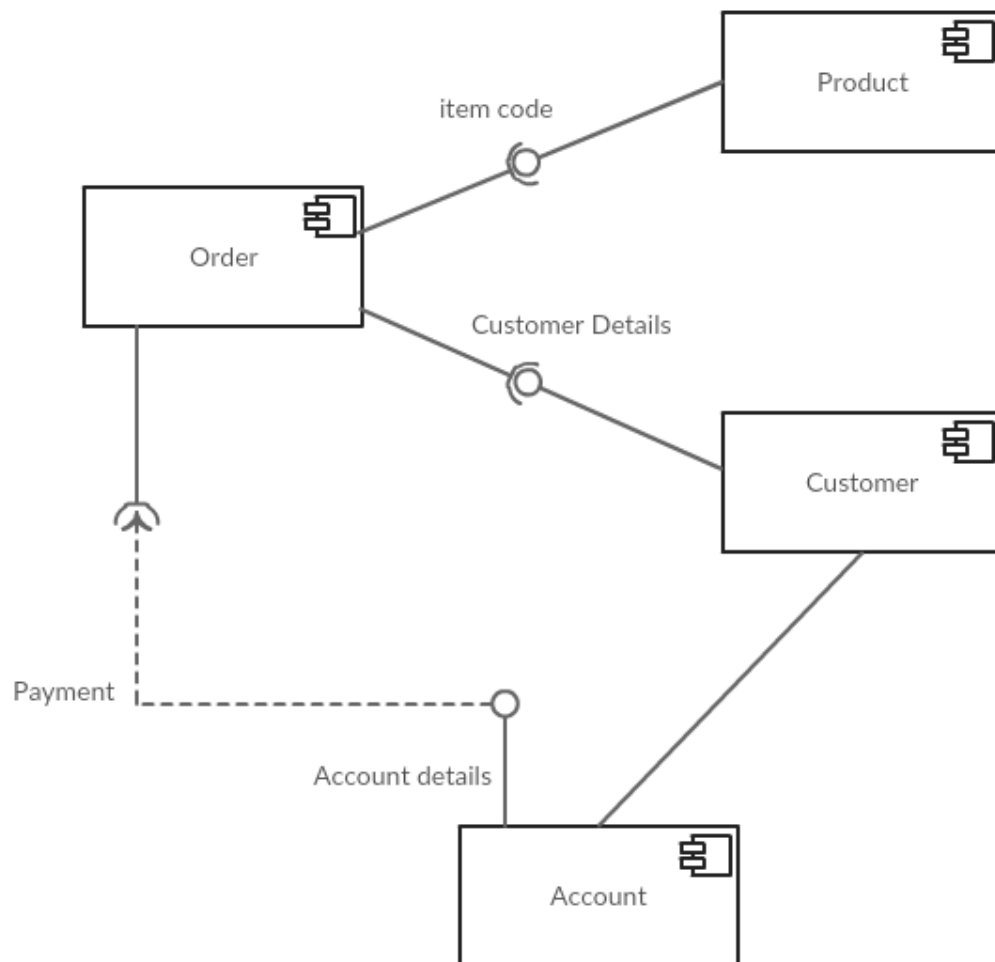 Product
item code
Order
Customer Details
Customer
Payment
Account details
Account